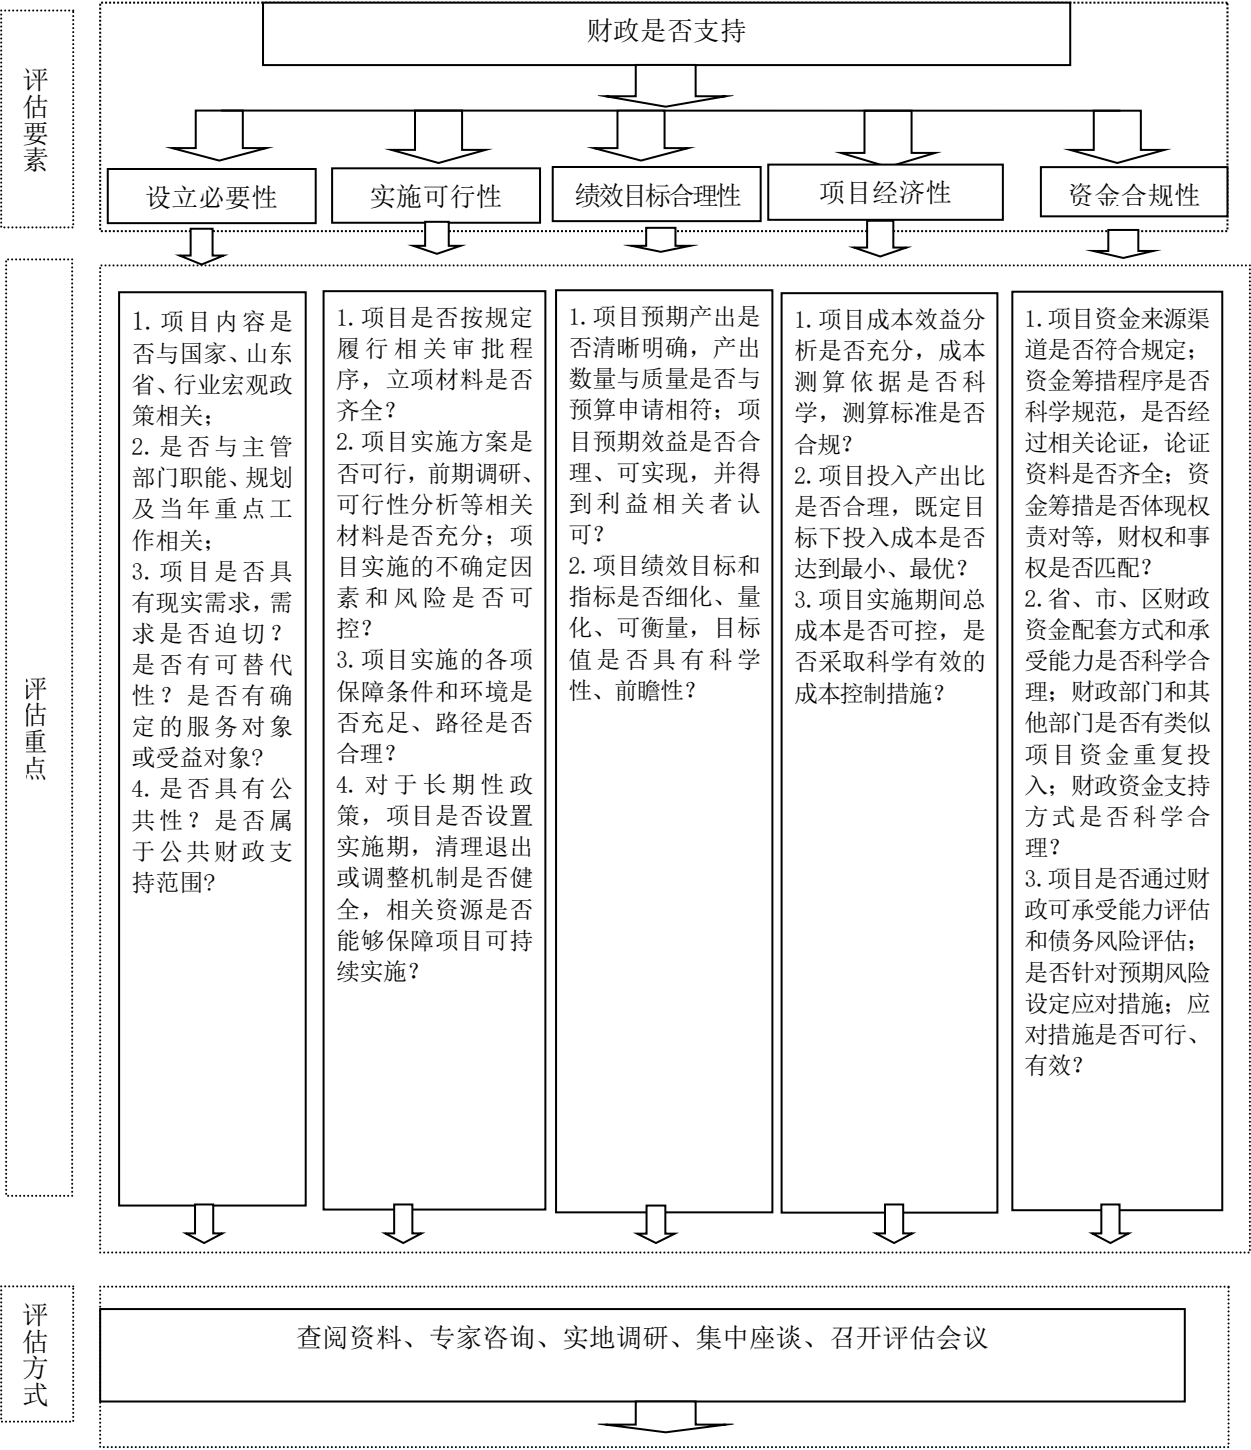 评估要素
财政是否支持
设立必要性
实施可行性
绩效目标合理性
项目经济性
资金合规性
评估重点
1.项目内容是
否与国家、山东
省、行业宏观政
策相关；
2.是否与主管
部门职能、规划
及当年重点工
作相关；
3.项目是否具
有现实需求，需
求是否迫切？
是否有可替代
性？是否有确
定的服务对象
或受益对象?
4.是否具有公
共性？是否属
于公共财政支
持范围?
1.项目是否按规定
履行相关审批程
序，立项材料是否
齐全？
2.项目实施方案是
否可行，前期调研、
可行性分析等相关
材料是否充分；项
目实施的不确定因
素和风险是否可
控？
3.项目实施的各项
保障条件和环境是
否充足、路径是否
合理？
4.对于长期性政
策，项目是否设置
实施期，清理退出
或调整机制是否健
全，相关资源是否
能够保障项目可持
续实施？
1.项目预期产出是
否清晰明确，产出
数量与质量是否与
预算申请相符；项
目预期效益是否合
理、可实现，并得
到利益相关者认
可？
2.项目绩效目标和
指标是否细化、量
化、可衡量，目标
值是否具有科学
性、前瞻性？
1.项目成本效益分
析是否充分，成本
测算依据是否科
学，测算标准是否
合规？
2.项目投入产出比
是否合理，既定目
标下投入成本是否
达到最小、最优？
3.项目实施期间总
成本是否可控，是
否采取科学有效的
成本控制措施？
1.项目资金来源渠
道是否符合规定；
资金筹措程序是否
科学规范，是否经
过相关论证，论证
资料是否齐全；资
金筹措是否体现权
责对等，财权和事
权是否匹配？
2.省、市、区财政
资金配套方式和承
受能力是否科学合
理；财政部门和其
他部门是否有类似
项目资金重复投
入；财政资金支持
方式是否科学合
理？
3.项目是否通过财
政可承受能力评估
和债务风险评估；
是否针对预期风险
设定应对措施；应
对措施是否可行、
有效？
评估方式
查阅资料、专家咨询、实地调研、集中座谈、召开评估会议